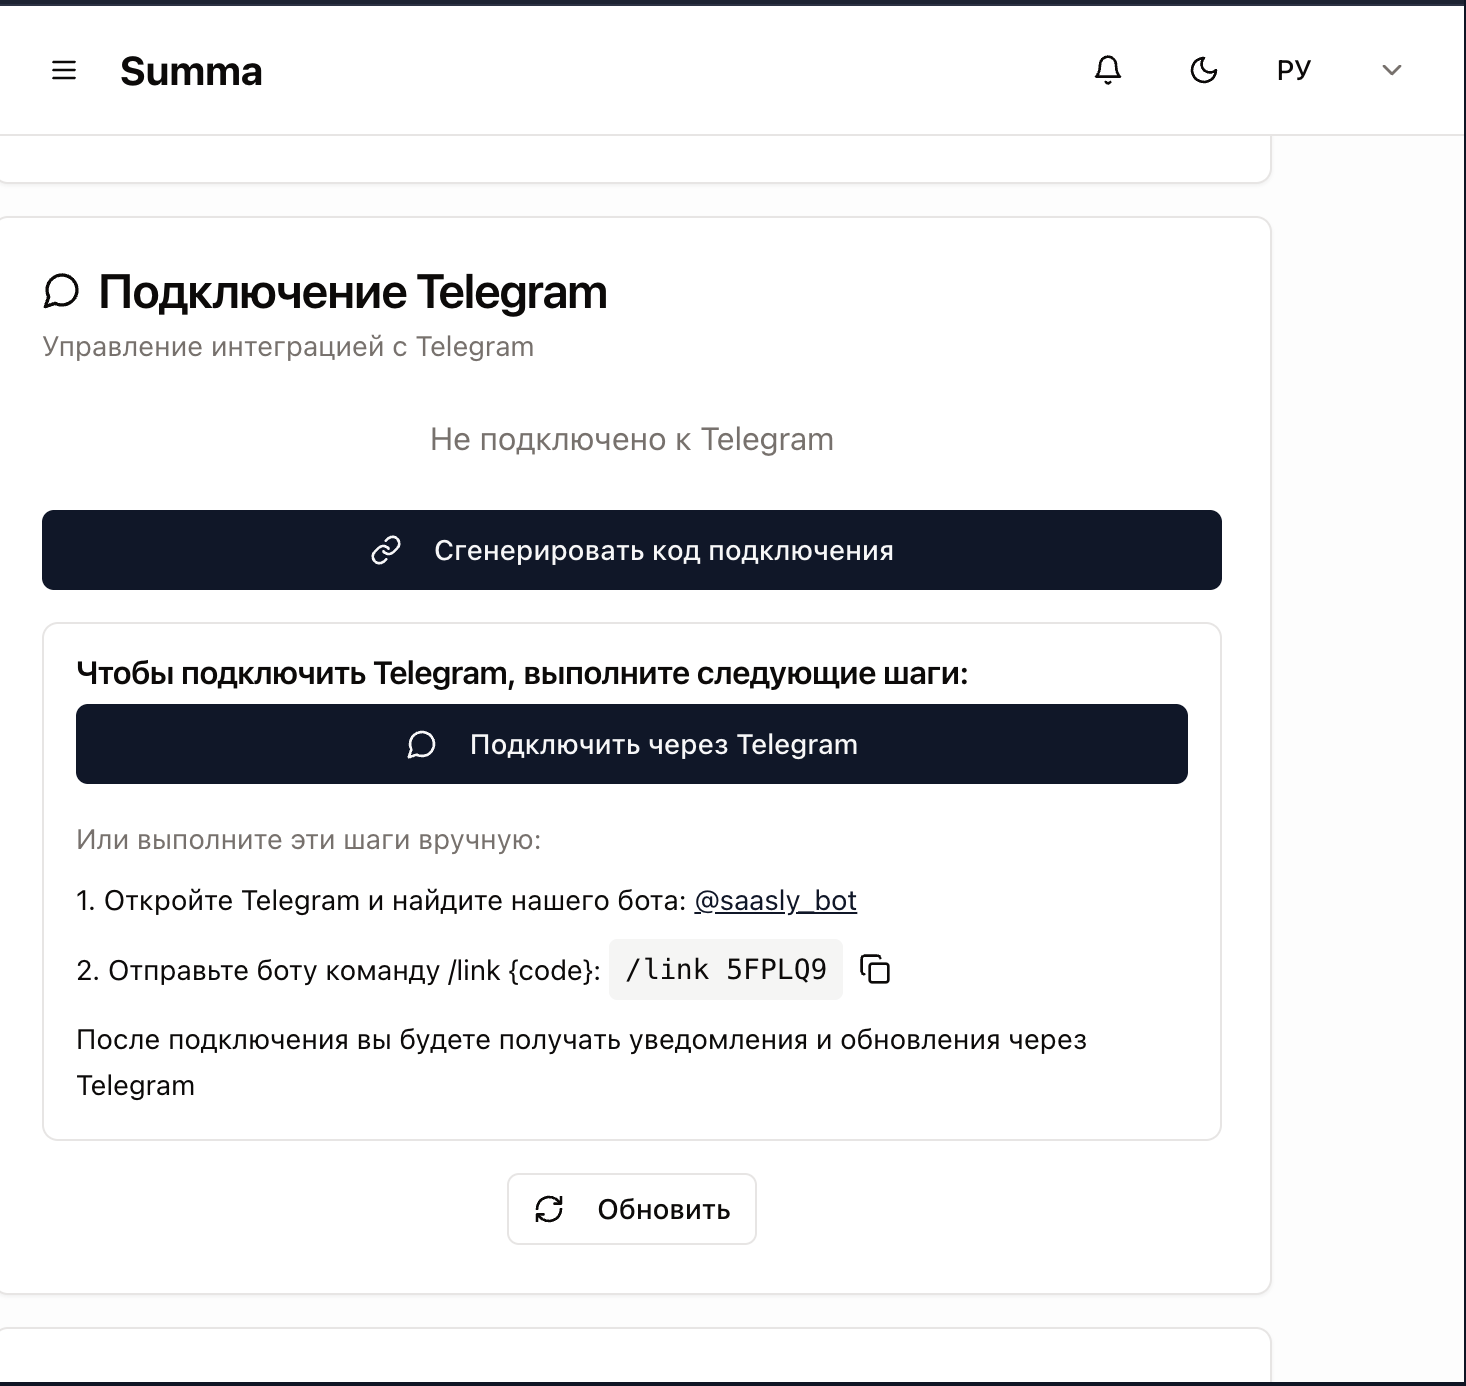 Summa
РУ
Подключение Telegram
Управление интеграцией с Telegram
Не подключено к Telegram
Сгенерировать код подключения
Чтобы подключить Telegram, выполните следующие шаги:
Подключить через Telegram
Или выполните эти шаги вручную:
1. Откройте Telegram и найдите нашего бота: @saasly_bot
2. Отправьте боту команду /link {code}: /link 5FPLQ9
После подключения вы будете получать уведомления и обновления через
Telegram
Обновить